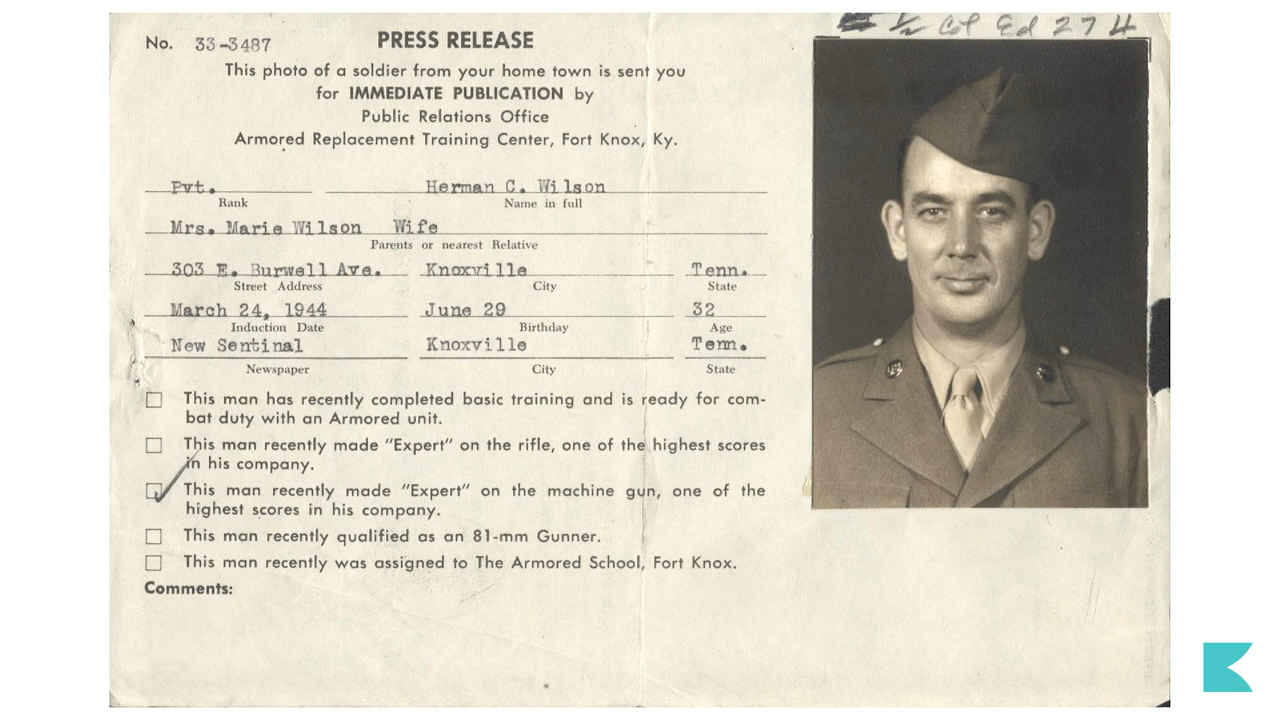 No. 33-3487
PRESS RELEASE
This photo of a soldier from your home town is sent you
for IMMEDIATE PUBLICATION by
Public Relations Office
Armored Replacement Training Center, Fort Knox, Ky.
Pvt. Herman C. Wilson
Rank Name in full
Mrs. Marie Wilson Wife
Parents or nearest Relative
303 E. Burwell Ave. Knoxville Tenn.
Street Address City State
March 24, 1944 June 29 32
Induction Date Birthday Age
New Sentinal Knoxville Tenn.
Newspaper City State
This man has recently completed basic training and is ready for com-
bat duty with an Armored unit.
This man recently made "Expert" on the rifle, one of the highest scores
in his company.
This man recently made "Expert" on the machine gun, one of the
highest scores in his company.
This man recently qualified as an 81-mm Gunner.
This man recently was assigned to The Armored School, Fort Knox.
Comments:
½ Col Ed 274